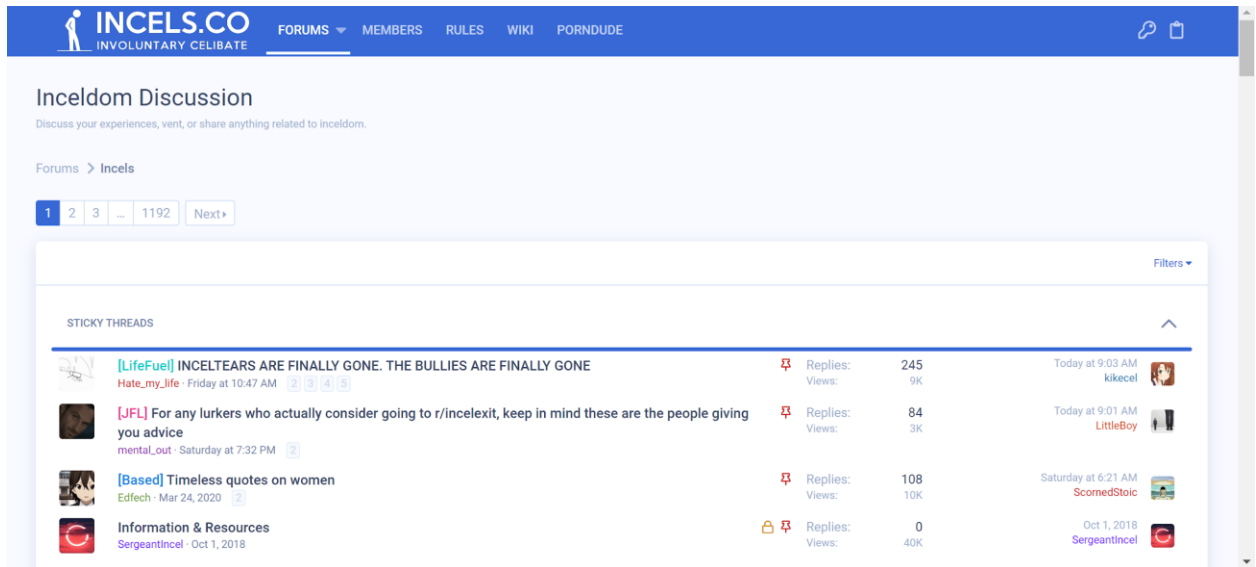 INCELS.CO
INVOLUNTARY CELIBATE
FORUMS MEMBERS RULES WIKI PORNDUDE
Inceldom Discussion
Discuss your experiences, vent, or share anything related to inceldom.
Forums > Incels
1 2 3 ... 1192 Next
Filters
STICKY THREADS
[LifeFuel] INCELTEARS ARE FINALLY GONE. THE BULLIES ARE FINALLY GONE Replies: 245 Today at 9:03 AM
Hate_my_life · Friday at 10:47 AM 2 3 4 5 Views: 9K kikecel
[JFL] For any lurkers who actually consider going to r/incelexit, keep in mind these are the people giving Replies: 84 Today at 9:01 AM
you advice Views: 3K LittleBoy
mental_out · Saturday at 7:32 PM 2
[Based] Timeless quotes on women Replies: 108 Saturday at 6:21 AM
Edfech · Mar 24, 2020 2 Views: 10K ScornedStoic
Information & Resources Replies: 0 Oct 1, 2018
SergeantIncel · Oct 1, 2018 Views: 40K SergeantIncel